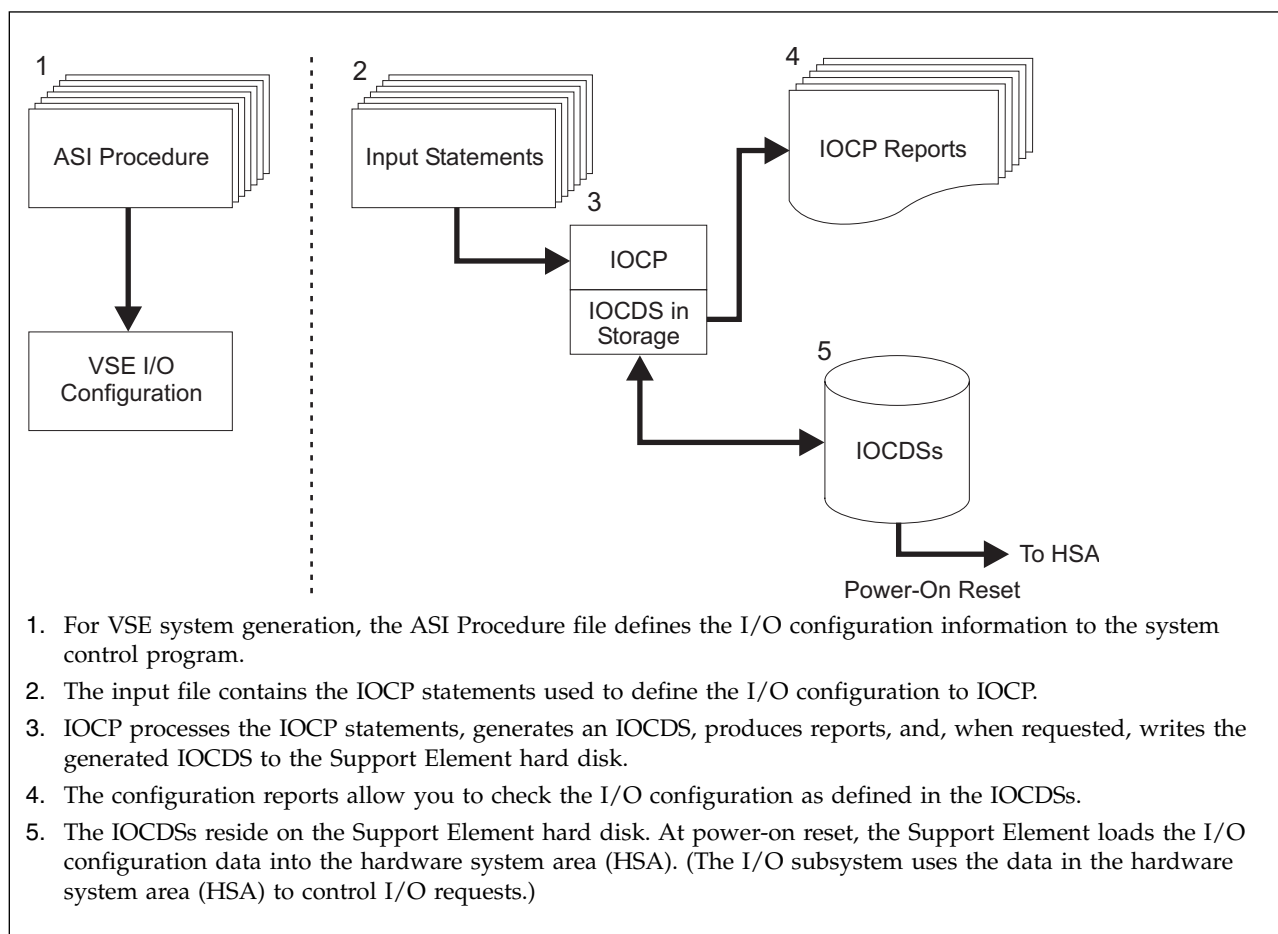 1
ASI Procedure
VSE I/O
Configuration
2
Input Statements
3
IOCP
IOCDS in
Storage
4
IOCP Reports
5
IOCDSs
To HSA
Power-On Reset
1. For VSE system generation, the ASI Procedure file defines the I/O configuration information to the system
control program.
2. The input file contains the IOCP statements used to define the I/O configuration to IOCP.
3. IOCP processes the IOCP statements, generates an IOCDS, produces reports, and, when requested, writes the
generated IOCDS to the Support Element hard disk.
4. The configuration reports allow you to check the I/O configuration as defined in the IOCDSs.
5. The IOCDSs reside on the Support Element hard disk. At power-on reset, the Support Element loads the I/O
configuration data into the hardware system area (HSA). (The I/O subsystem uses the data in the hardware
system area (HSA) to control I/O requests.)